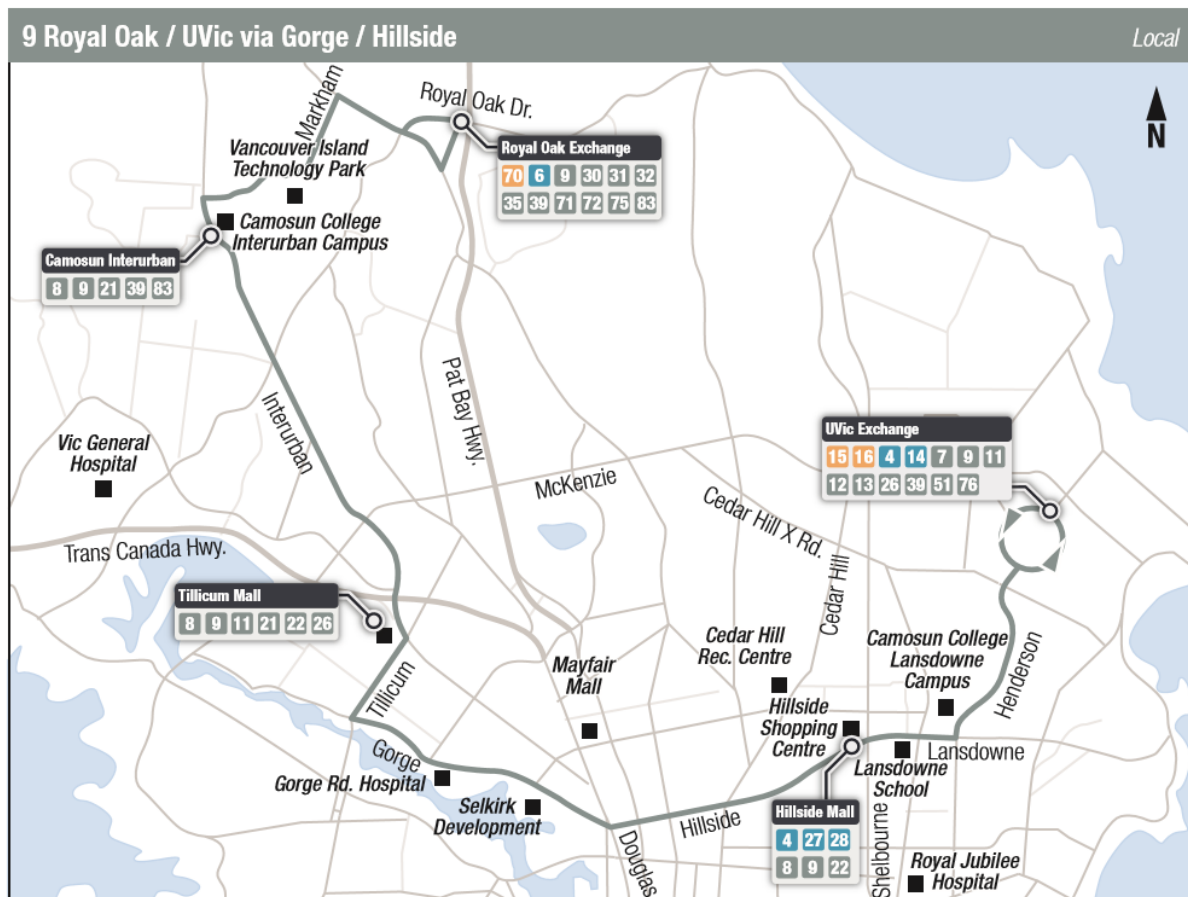 9 Royal Oak / UVic via Gorge / Hillside
Local
Markham
Royal Oak Dr.
N
Vancouver Island
Technology Park
Royal Oak Exchange
70 6 9 30 31 32
35 39 71 72 75 83
Camosun College
Interurban Campus
Camosun Interurban
8 9 21 39 83
Interurban
Pat Bay Hwy.
Vic General
Hospital
McKenzie
UVic Exchange
15 16 4 14 7 9 11
12 13 26 39 51 76
Cedar Hill X Rd.
Trans Canada Hwy.
Cedar Hill
Tillicum Mall
8 9 11 21 22 26
Tillicum
Mayfair
Mall
Cedar Hill
Rec. Centre
Camosun College
Lansdowne
Campus
Henderson
Hillside
Shopping
Centre
Lansdowne
Lansdowne
School
Gorge
Gorge Rd. Hospital
Selkirk
Development
Hillside
Douglas
Hillside Mall
4 27 28
8 9 22
Shelbourne
Royal Jubilee
Hospital